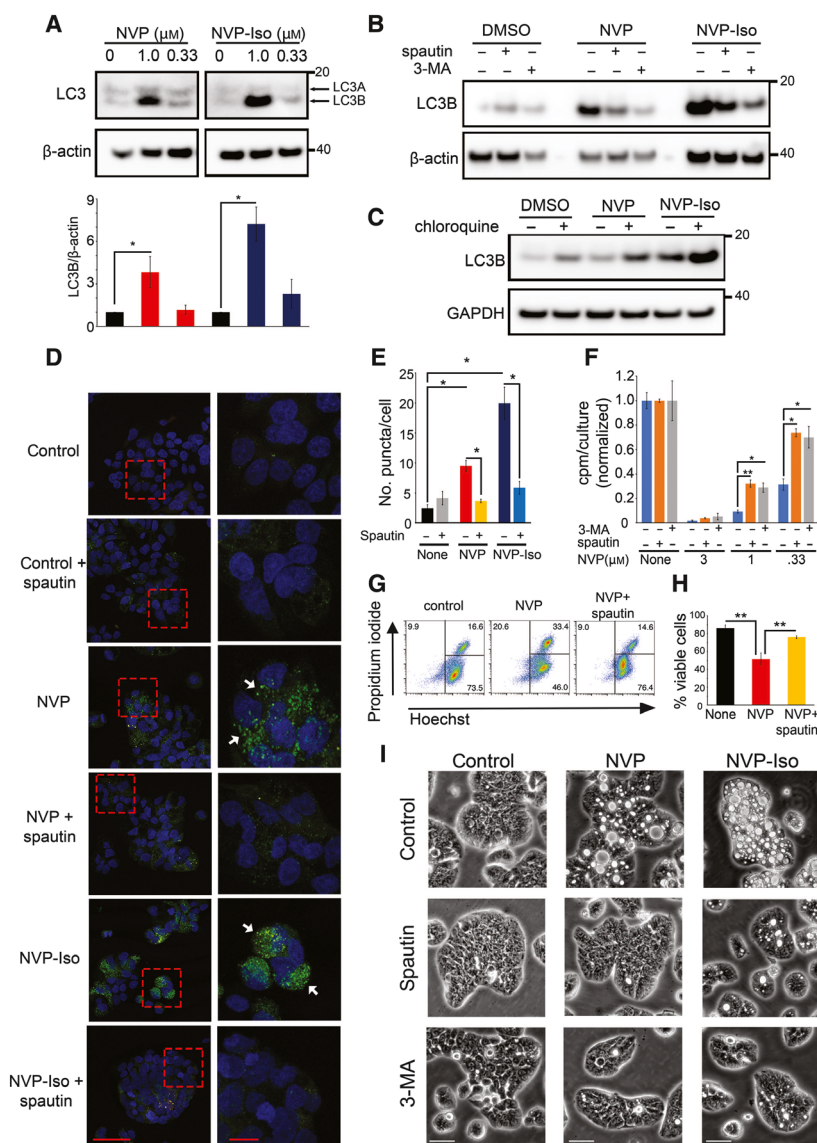 A
NVP (μM) NVP-Iso (μM)
0 1.0 0.33 0 1.0 0.33
20
LC3
LC3A
LC3B
β-actin
40
LC3B/β-actin
9
6
3
0
*
*
B
DMSO NVP NVP-Iso
spautin – + – – + – – + –
3-MA – – + – – + – – +
20
LC3B
β-actin
40
C
DMSO NVP NVP-Iso
chloroquine – + – + – +
20
LC3B
40
GAPDH
D
Control
Control +
spautin
NVP
NVP +
spautin
NVP-Iso
NVP-Iso +
spautin
E
No. puncta/cell
25
20
15
10
5
0
* * * *
Spautin – + – + – +
None NVP NVP-Iso
F
cpm/culture
(normalized)
1.2
1.0
0.8
0.6
0.4
0.2
0
* ** * *
3-MA – – + – – + – – + – – +
spautin – + – – + – – + – – + –
NVP(μM) None 3 1 .33
G
control NVP NVP+
spautin
9.9 16.6 20.6 33.4 9.0 14.6
73.5 46.0 76.4
Propidium iodide
Hoechst
H
% viable cells
100
80
60
40
20
0
** **
None NVP NVP+
spautin
I
Control NVP NVP-Iso
Control
Spautin
3-MA